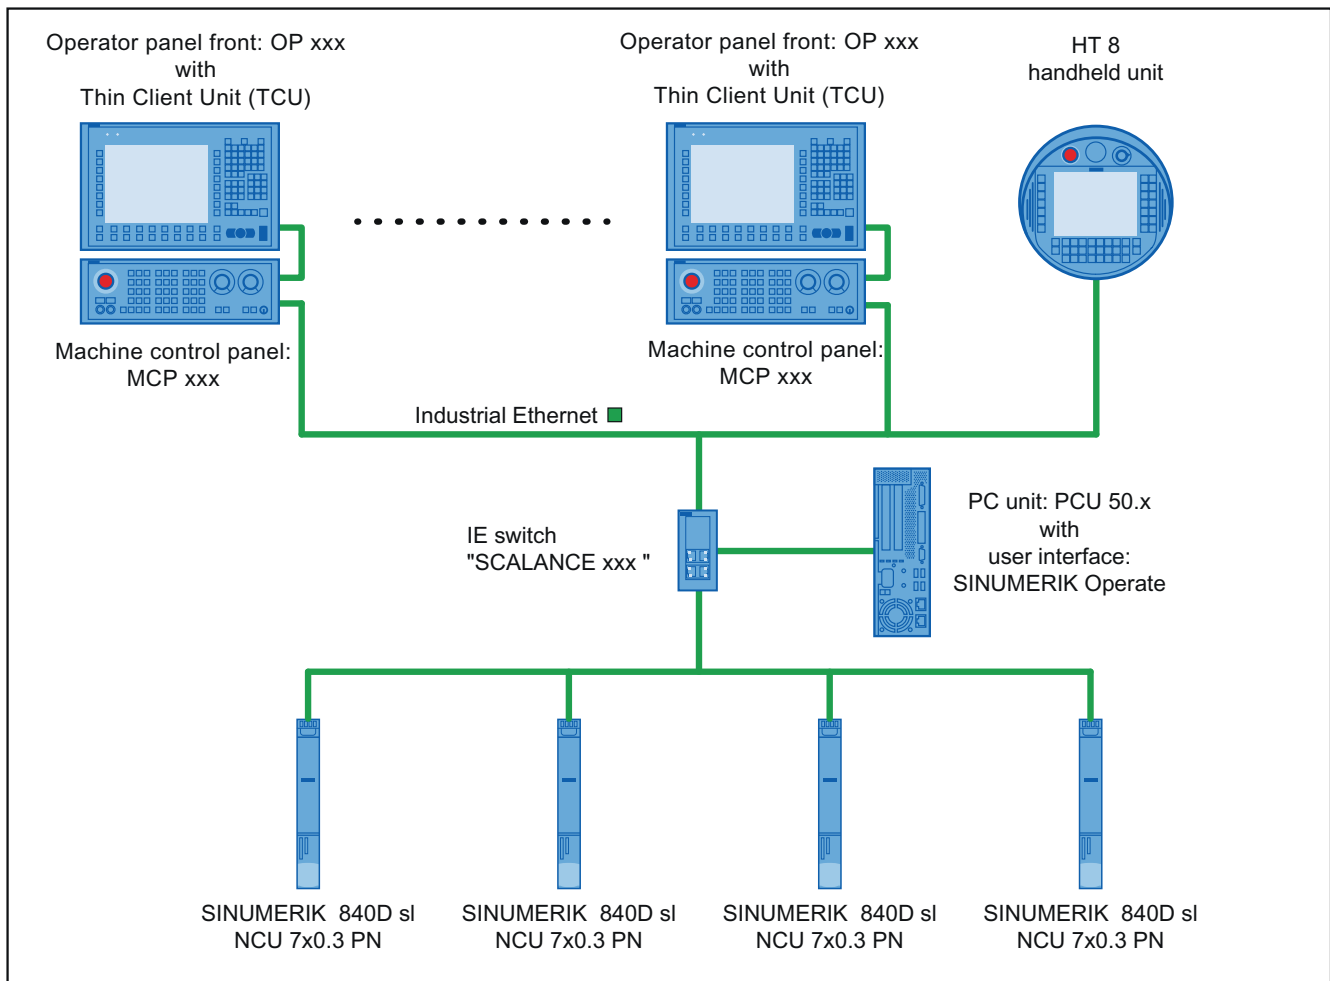 Operator panel front: OP xxx
with
Thin Client Unit (TCU)
Operator panel front: OP xxx
with
Thin Client Unit (TCU)
HT 8
handheld unit
Machine control panel:
MCP xxx
Machine control panel:
MCP xxx
Industrial Ethernet
IE switch
"SCALANCE xxx "
PC unit: PCU 50.x
with
user interface:
SINUMERIK Operate
SINUMERIK  840D sl
NCU 7x0.3 PN
SINUMERIK  840D sl
NCU 7x0.3 PN
SINUMERIK  840D sl
NCU 7x0.3 PN
SINUMERIK  840D sl
NCU 7x0.3 PN